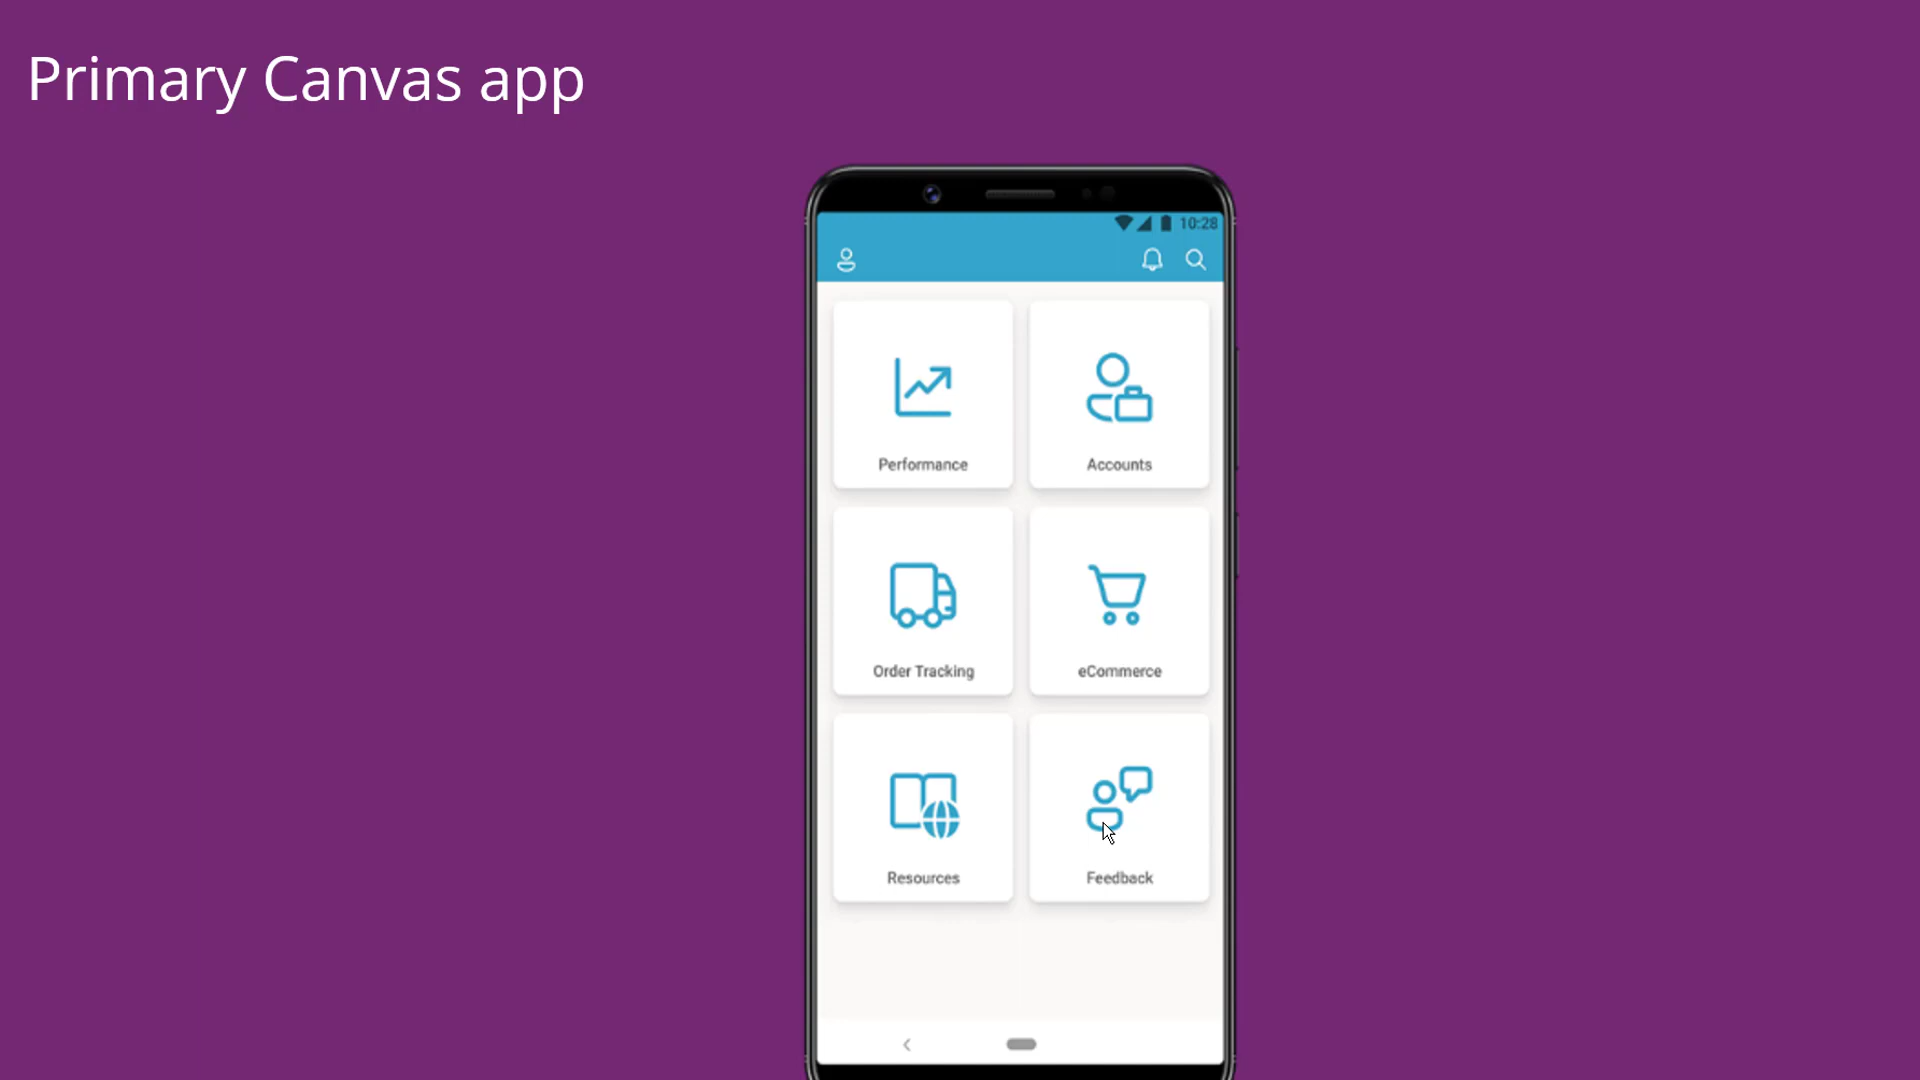 Primary Canvas app
10:28
Performance
Accounts
Order Tracking
eCommerce
Resources
Feedback